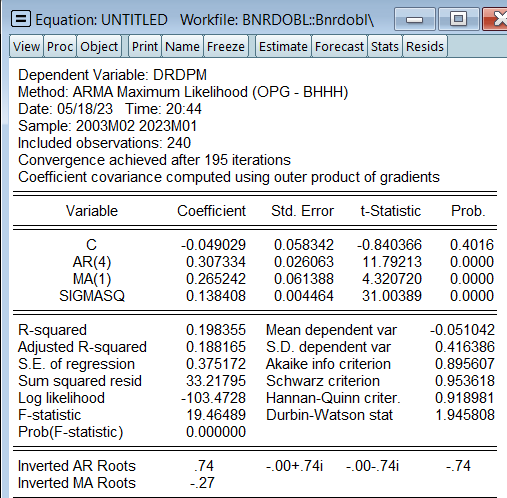 Equation: UNTITLED Workfile: BNRDOBL::Bnrdobl\
View Proc Object Print Name Freeze Estimate Forecast Stats Resids
Dependent Variable: DRDPM
Method: ARMA Maximum Likelihood (OPG - BHHH)
Date: 05/18/23 Time: 20:44
Sample: 2003M02 2023M01
Included observations: 240
Convergence achieved after 195 iterations
Coefficient covariance computed using outer product of gradients
Variable Coefficient Std. Error t-Statistic Prob.
C -0.049029 0.058342 -0.840366 0.4016
AR(4) 0.307334 0.026063 11.79213 0.0000
MA(1) 0.265242 0.061388 4.320720 0.0000
SIGMASQ 0.138408 0.004464 31.00389 0.0000
R-squared 0.198355 Mean dependent var -0.051042
Adjusted R-squared 0.188165 S.D. dependent var 0.416386
S.E. of regression 0.375172 Akaike info criterion 0.895607
Sum squared resid 33.21795 Schwarz criterion 0.953618
Log likelihood -103.4728 Hannan-Quinn criter. 0.918981
F-statistic 19.46489 Durbin-Watson stat 1.945808
Prob(F-statistic) 0.000000
Inverted AR Roots .74 -.00+.74i -.00-.74i -.74
Inverted MA Roots -.27